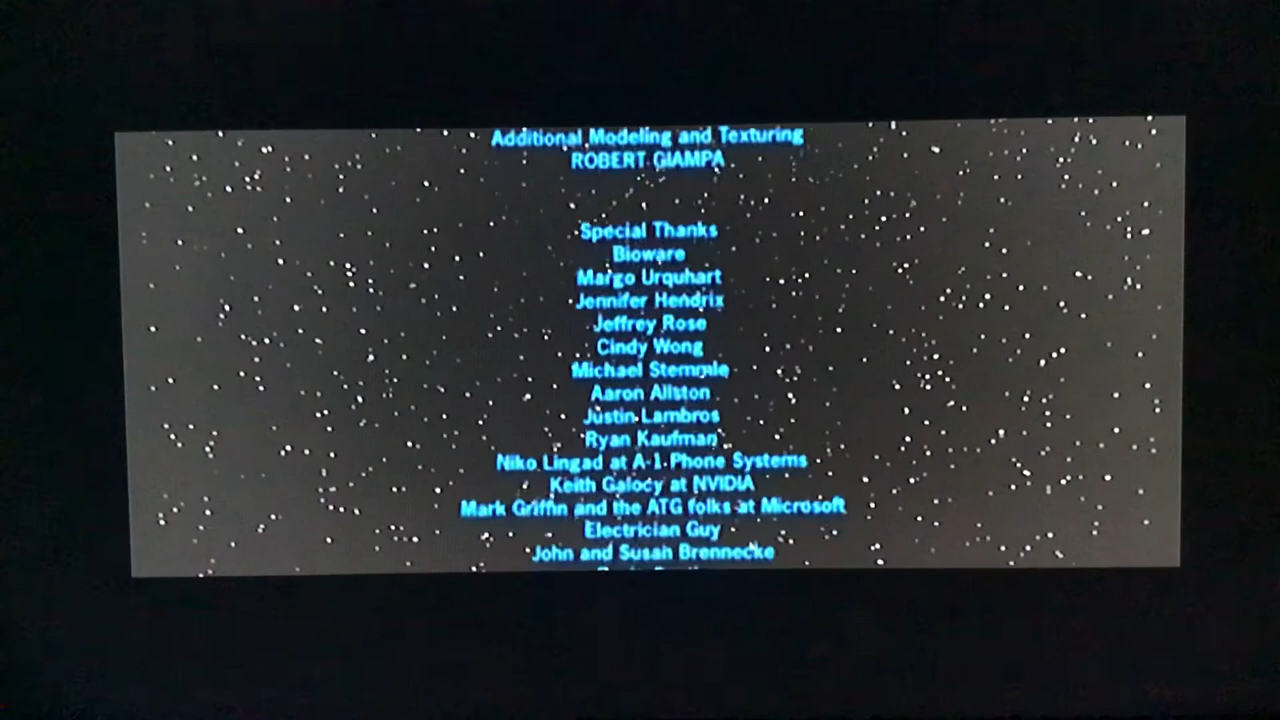 Additional Modeling and Texturing
ROBERT GIAMPA
Special Thanks
Bioware
Margo Urquhart
Jennifer Hendrix
Jeffrey Rose
Cindy Wong
Michael Stemmle
Aaron Allston
Justin Lambros
Ryan Kaufman
Niko Lingad at A-1 Phone Systems
Keith Galocy at NVIDIA
Mark Griffin and the ATG folks at Microsoft
Electrician Guy
John and Susan Brennecke